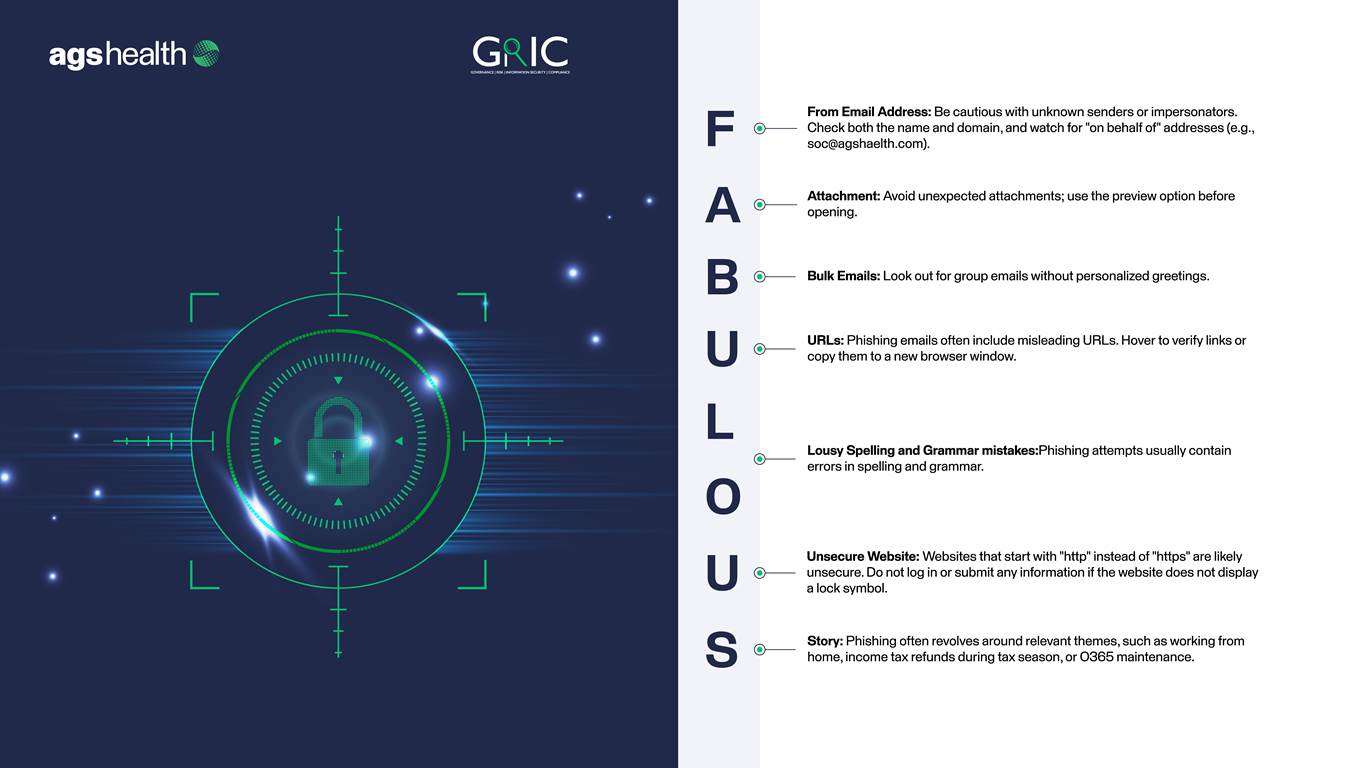 agshealth
GRIC
GOVERNANCE | RISK | INFORMATION SECURITY | COMPLIANCE
F
From Email Address: Be cautious with unknown senders or impersonators.
Check both the name and domain, and watch for "on behalf of" addresses (e.g.,
soc@agshaelth.com).
A
Attachment: Avoid unexpected attachments; use the preview option before
opening.
B
Bulk Emails: Look out for group emails without personalized greetings.
U
URLs: Phishing emails often include misleading URLs. Hover to verify links or
copy them to a new browser window.
L
O
Lousy Spelling and Grammar mistakes:Phishing attempts usually contain
errors in spelling and grammar.
U
Unsecure Website: Websites that start with "http" instead of "https" are likely
unsecure. Do not log in or submit any information if the website does not display
a lock symbol.
S
Story: Phishing often revolves around relevant themes, such as working from
home, income tax refunds during tax season, or O365 maintenance.